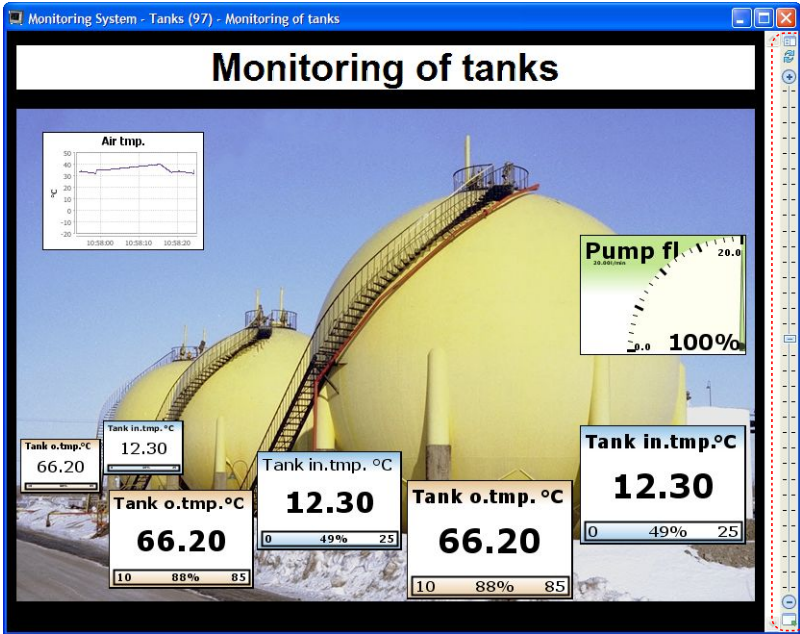 Monitoring System - Tanks (97) - Monitoring of tanks
Monitoring of tanks
Air tmp.
50
40
30
20
10
0
-10
-20
°C
10:58:00 10:58:10 10:58:20
Pump fl
20.00l/min
20.0
0.0
100%
Tank in.tmp.°C
12.30
Tank o.tmp.°C
66.20
Tank in.tmp. °C
12.30
0 49% 25
Tank in.tmp.°C
12.30
0 49% 25
Tank o.tmp.°C
66.20
10 88% 85
Tank o.tmp. °C
66.20
10 88% 85